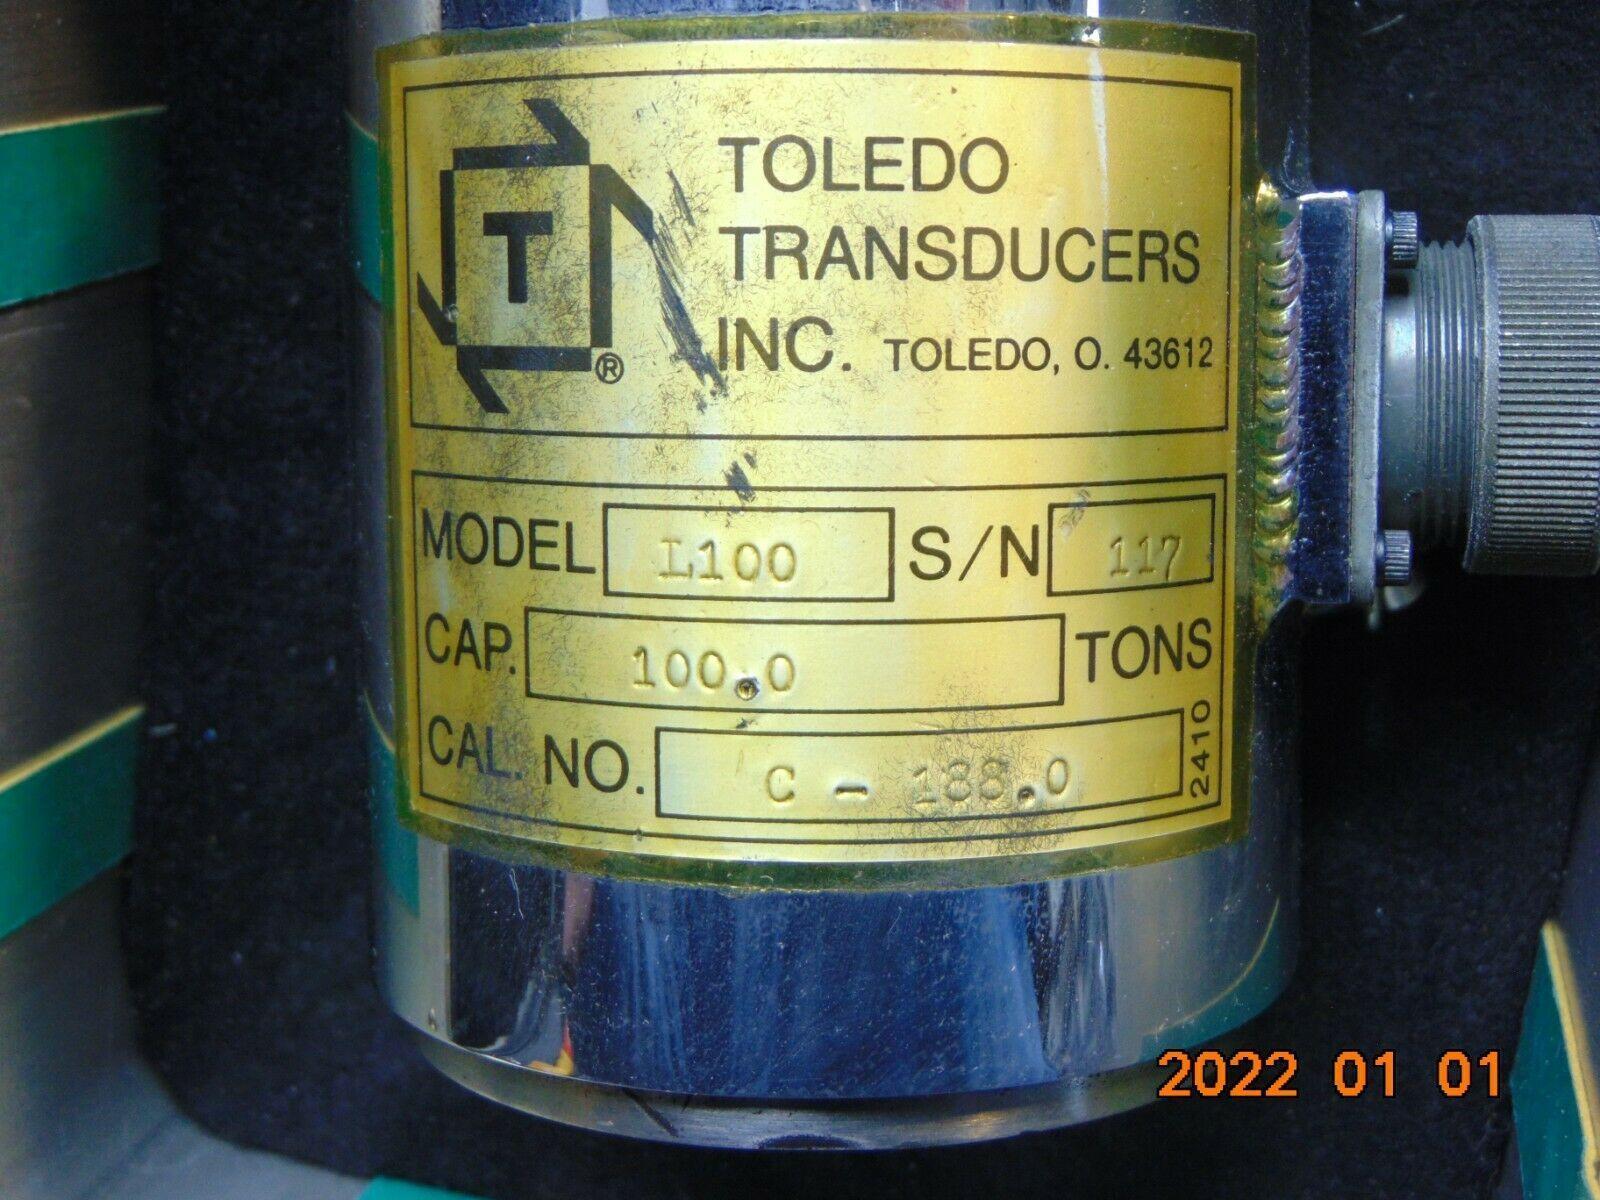 T
®
TOLEDO
TRANSDUCERS
INC. TOLEDO, O. 43612
MODEL L100 S/N 117
CAP. 100.0 TONS
CAL. NO. C - 188.0
2410
2022 01 01